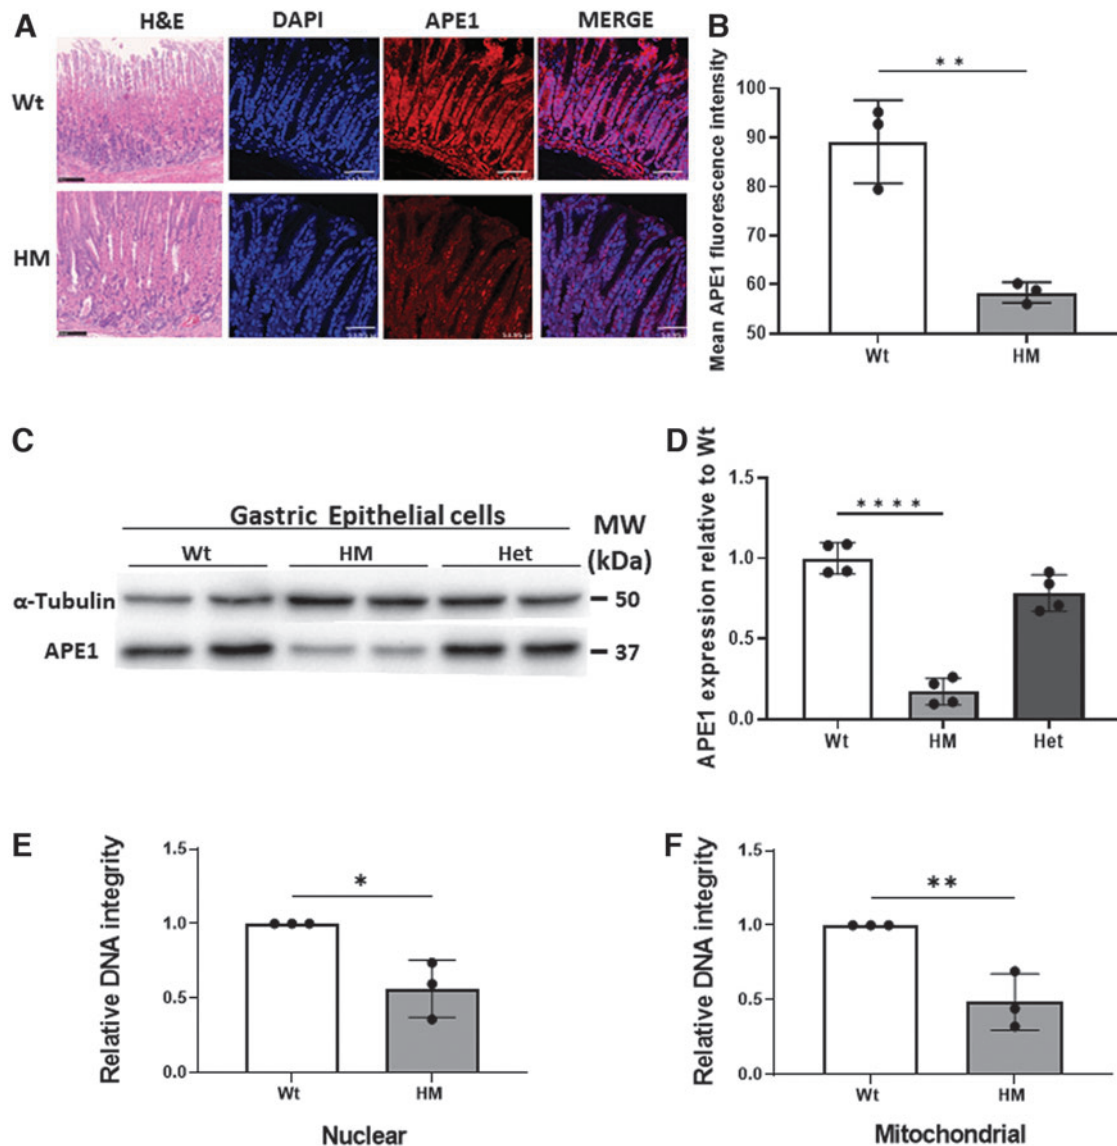 A
H&E DAPI APE1 MERGE
Wt
HM
B
Mean APE1 fluorescence intensity
100
90
80
70
60
50
* *
Wt HM
C
Gastric Epithelial cells
Wt HM Het
MW
(kDa)
α-Tubulin
50
APE1
37
D
APE1 expression relative to Wt
1.5
1.0
0.5
0.0
* * * *
Wt HM Het
E
Relative DNA integrity
1.5
1.0
0.5
0.0
*
Wt HM
Nuclear
F
Relative DNA integrity
1.5
1.0
0.5
0.0
**
Wt HM
Mitochondrial